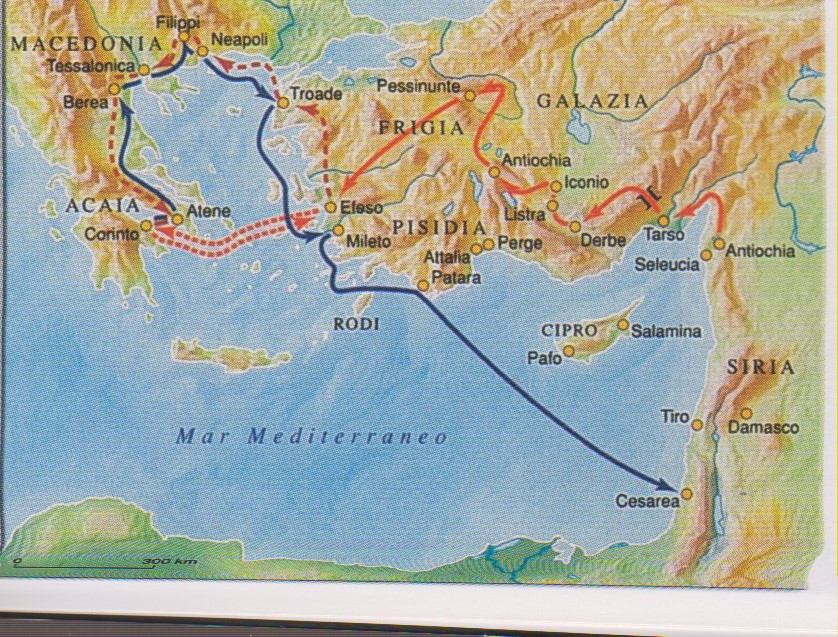 Filippi
MACEDONIA
Neapoli
Tessalonica
Berea
Troade
Pessinunte
GALAZIA
FRIGIA
Antiochia
Iconio
ACAIA
Atene
Efeso
Listra
Corinto
Mileto
PISIDIA
Perge
Derbe
Tarso
Attalia
Antiochia
Seleucia
Patara
RODI
CIPRO
Salamina
Pafo
SIRIA
Tiro
Damasco
Mar Mediterraneo
Cesarea
0 300 km